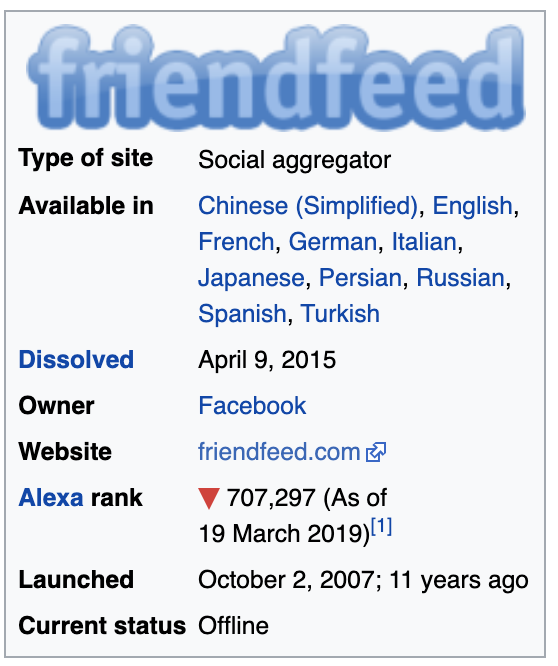 friendfeed
Type of site Social aggregator
Available in Chinese (Simplified), English,
French, German, Italian,
Japanese, Persian, Russian,
Spanish, Turkish
Dissolved April 9, 2015
Owner Facebook
Website friendfeed.com
Alexa rank ▼ 707,297 (As of
19 March 2019)[1]
Launched October 2, 2007; 11 years ago
Current status Offline